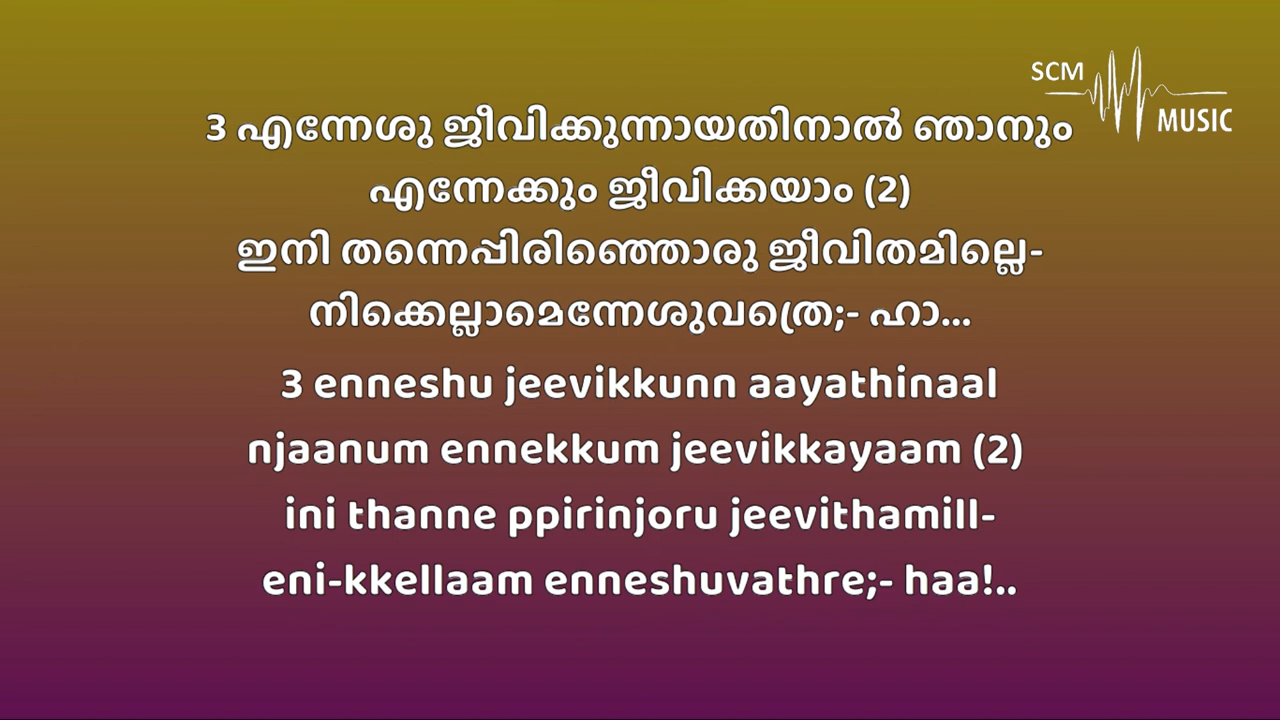 SCM
MUSIC
3 എന്നേശു ജീവിക്കുന്നായതിനാൽ ഞാനും
എന്നേക്കും ജീവിക്കയാം (2)
ഇനി തന്നെപ്പിരിഞ്ഞൊരു ജീവിതമില്ലെ-
നിക്കെല്ലാമെന്നേശുവത്രെ;- ഹാ...
3 enneshu jeevikkunn aayathinaal
njaanum ennekkum jeevikkayaam (2)
ini thanne ppirinjoru jeevithamill-
eni-kkellaam enneshuvathre;- haa!..